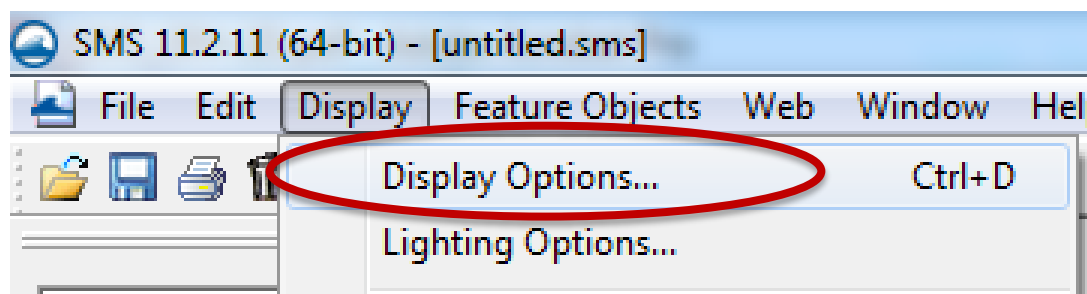 SMS 11.2.11 (64-bit) - [untitled.sms]
File Edit Display Feature Objects Web Window Hel
Display Options... Ctrl+D
Lighting Options...